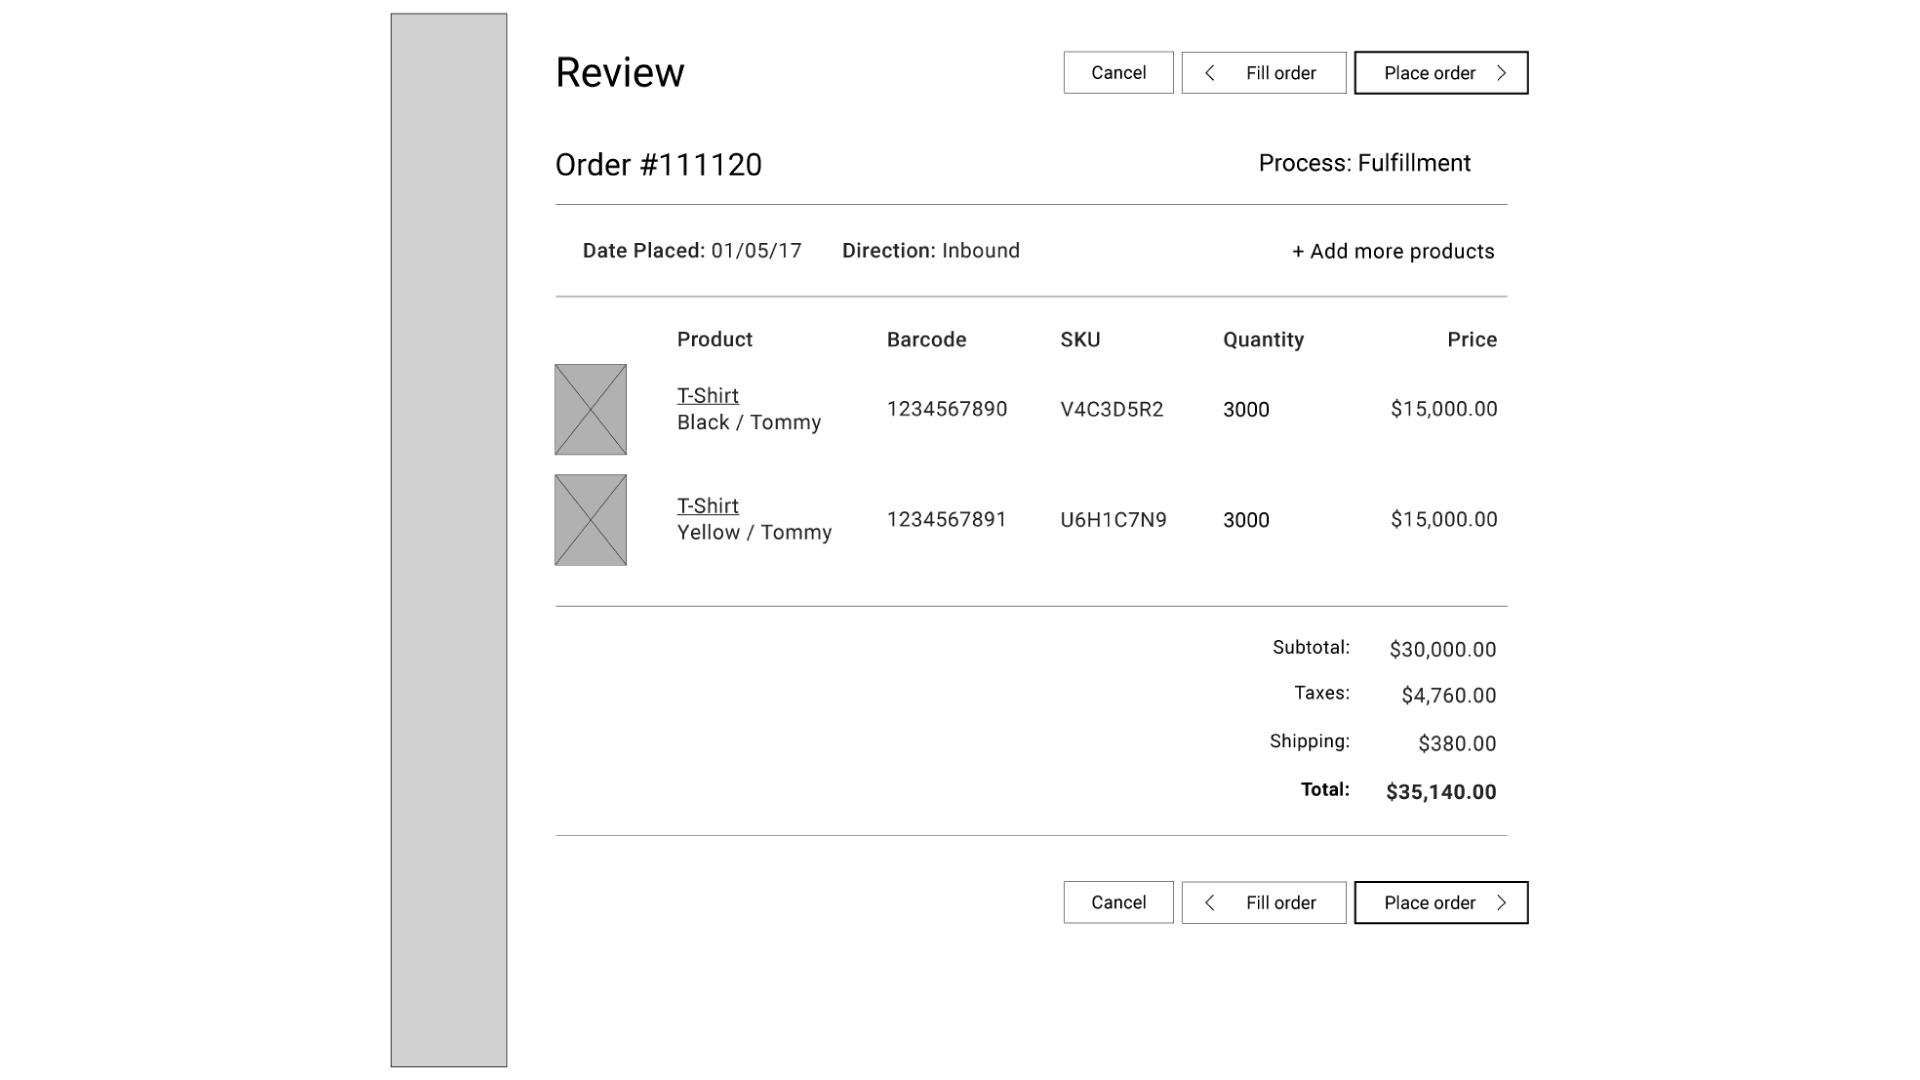 Review
Cancel
Fill order
Place order
Order #111120
Process: Fulfillment
Date Placed: 01/05/17
Direction: Inbound
+ Add more products
Product Barcode SKU Quantity Price
T-Shirt
Black / Tommy
1234567890 V4C3D5R2 3000 $15,000.00
T-Shirt
Yellow / Tommy
1234567891 U6H1C7N9 3000 $15,000.00
Subtotal: $30,000.00
Taxes: $4,760.00
Shipping: $380.00
Total: $35,140.00
Cancel
Fill order
Place order